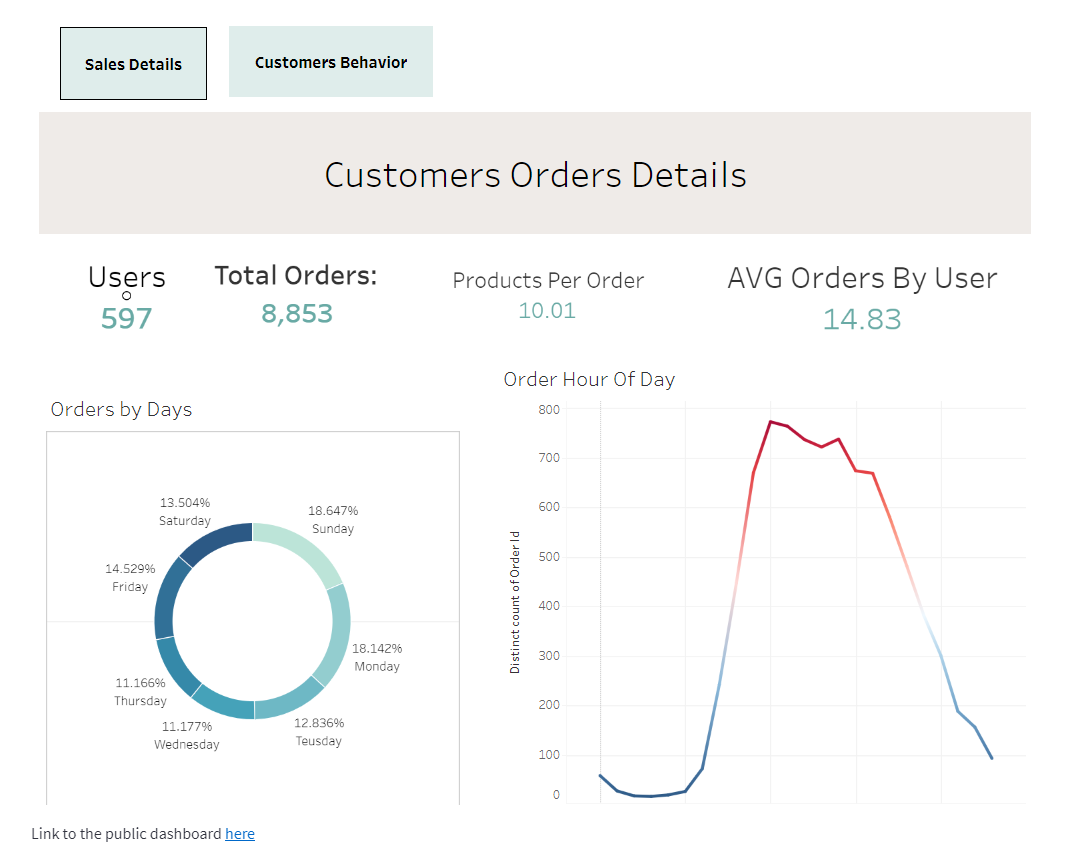 Sales Details
Customers Behavior
Customers Orders Details
Users
597
Total Orders:
8,853
Products Per Order
10.01
AVG Orders By User
14.83
Orders by Days
13.504%
Saturday
18.647%
Sunday
14.529%
Friday
18.142%
Monday
11.166%
Thursday
11.177%
Wednesday
12.836%
Teusday
Order Hour Of Day
Distinct count of Order Id
800
700
600
500
400
300
200
100
0
Link to the public dashboard here